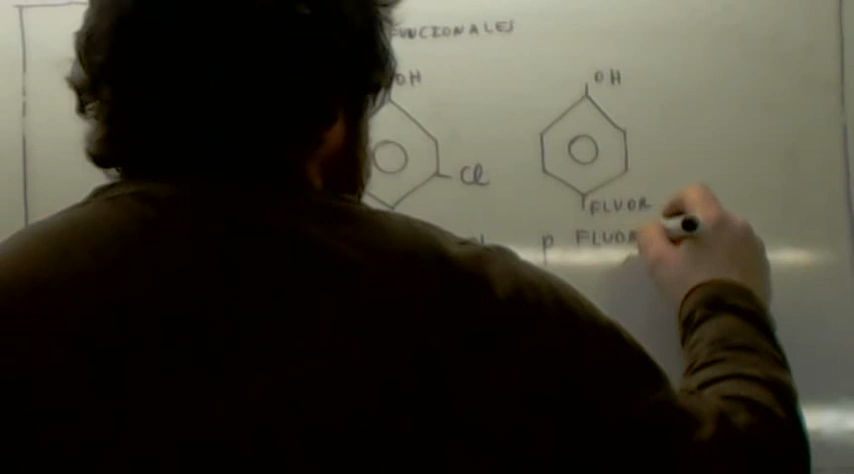 FUNCIONALES
OH OH
Cl
FLUOR
p FLUOR